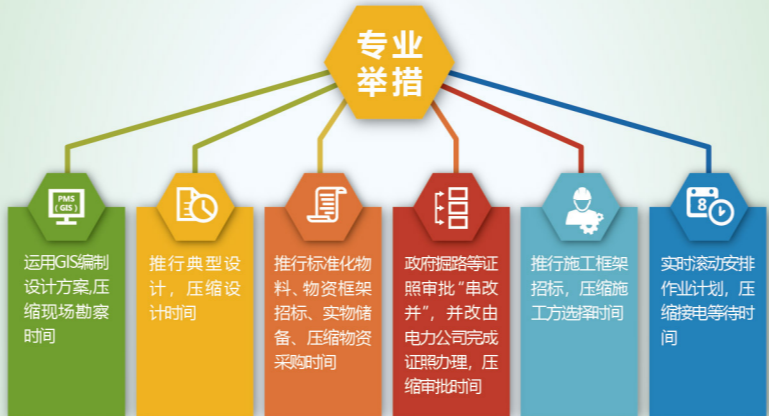 专业
举措
PMS
(GIS)
运用GIS编制
设计方案,压
缩现场勘察
时间
推行典型设
计，压缩设
计时间
推行标准化物
料、物资框架
招标、实物储
备、压缩物资
采购时间
政府掘路等证
照审批“串改
并”，并改由
电力公司完成
证照办理，压
缩审批时间
推行施工框架
招标，压缩施
工方选择时间
8
实时滚动安排
作业计划，压
缩接电等待时
间